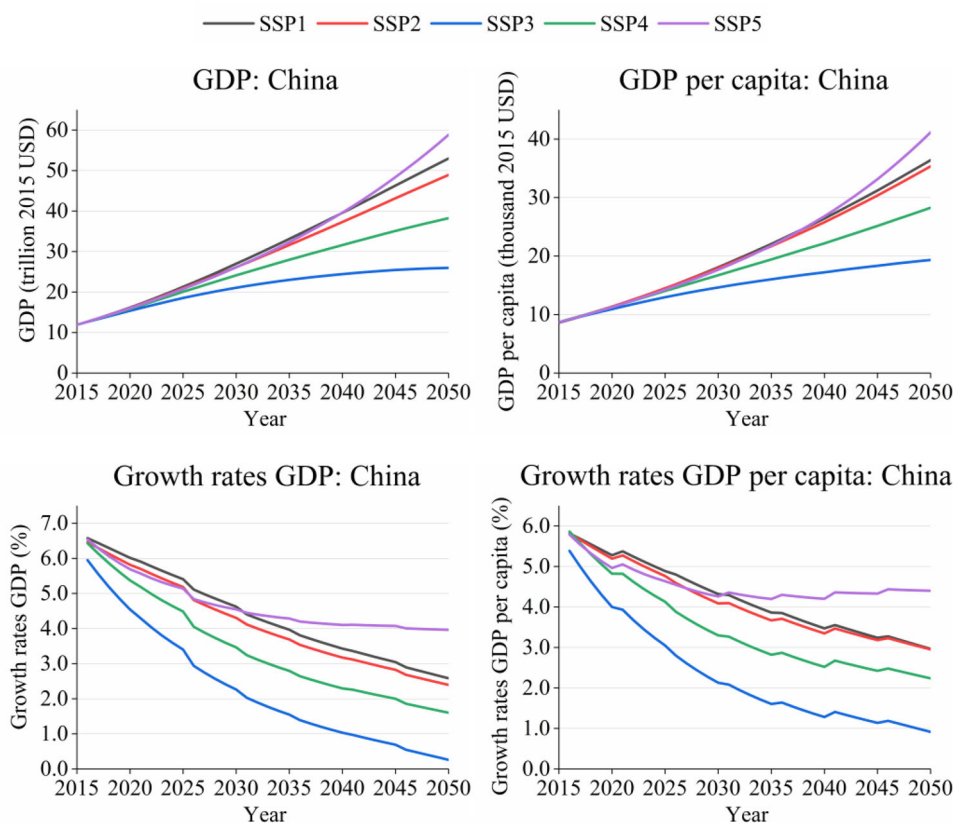 SSP1 SSP2 SSP3 SSP4 SSP5
GDP: China
GDP (trillion 2015 USD)
60
50
40
30
20
10
0
2015 2020 2025 2030 2035 2040 2045 2050
Year
GDP per capita: China
GDP per capita (thousand 2015 USD)
40
30
20
10
0
2015 2020 2025 2030 2035 2040 2045 2050
Year
Growth rates GDP: China
Growth rates GDP (%)
7.0
6.0
5.0
4.0
3.0
2.0
1.0
0.0
2015 2020 2025 2030 2035 2040 2045 2050
Year
Growth rates GDP per capita: China
Growth rates GDP per capita (%)
6.0
5.0
4.0
3.0
2.0
1.0
0.0
2015 2020 2025 2030 2035 2040 2045 2050
Year